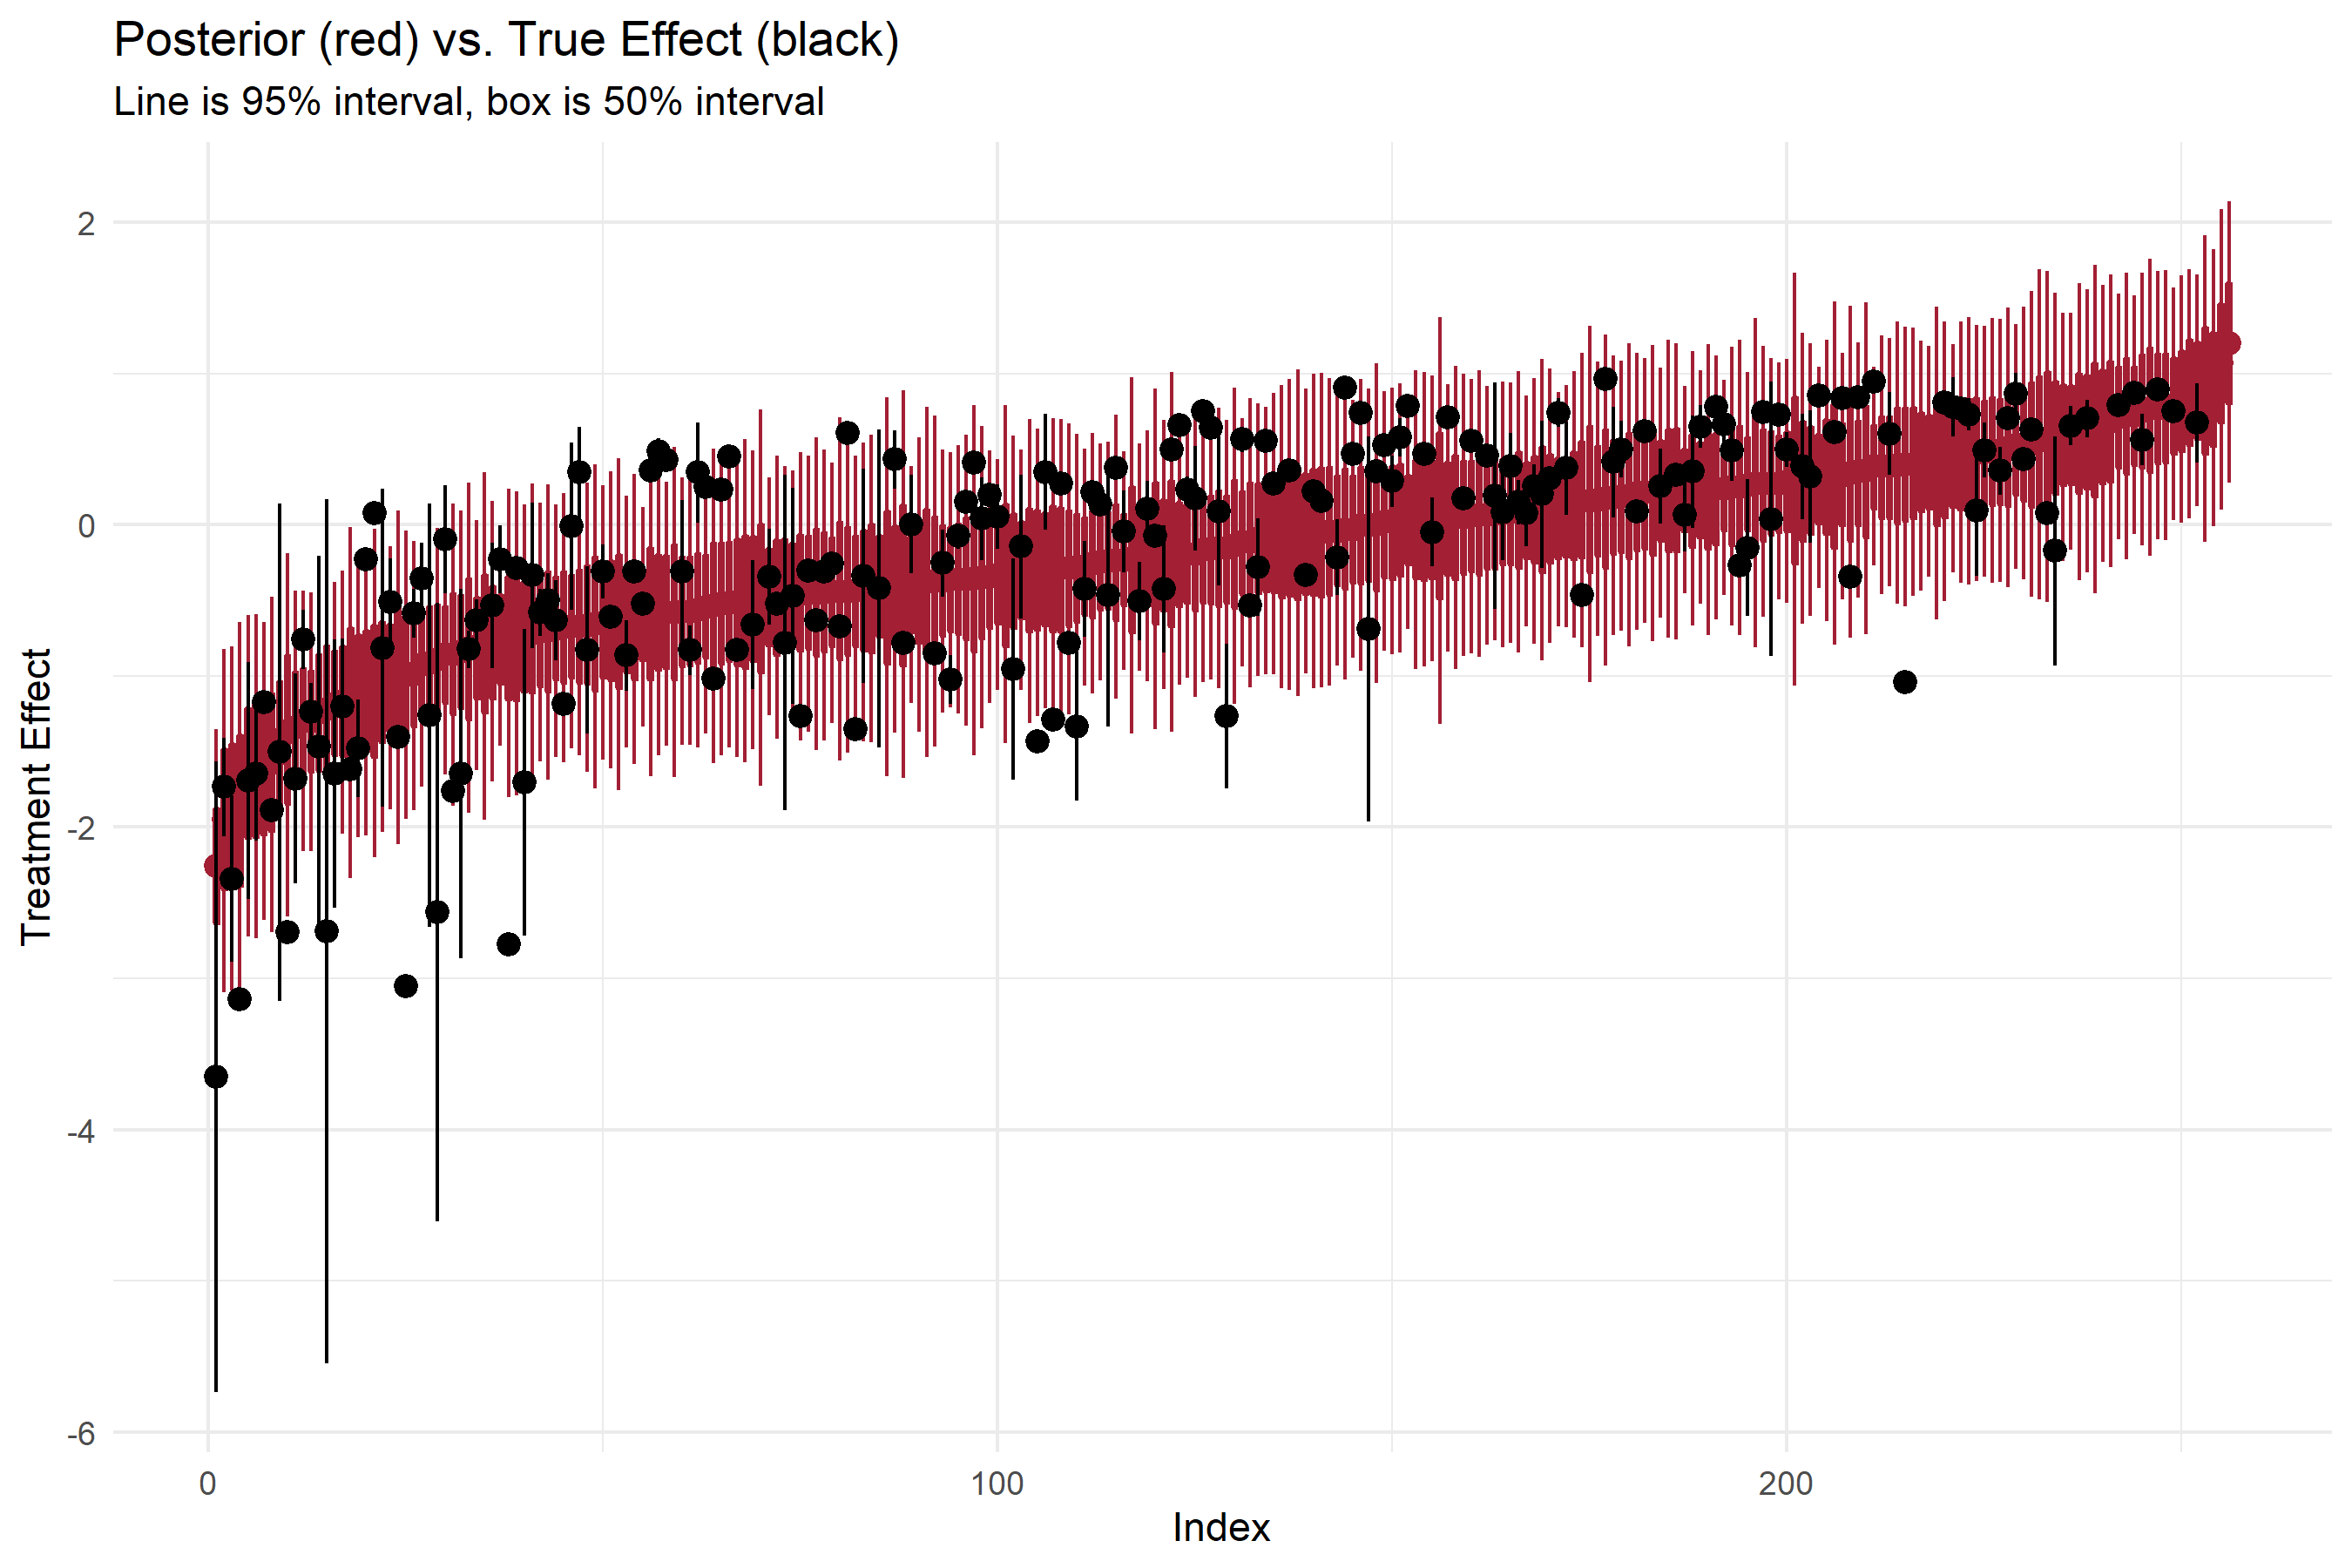 Posterior (red) vs. True Effect (black)
Line is 95% interval, box is 50% interval
2
0
-2
-4
-6
Treatment Effect
0
100
200
Index